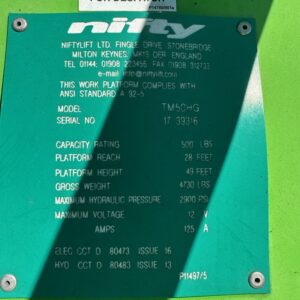 nifty
NIFTYLIFT LTD. FINGLE DRIVE, STONEBRIDGE
MILTON KEYNES, MK13 OER, ENGLAND
TEL 01144: 01908 223456 FAX 01908 312733
e-mail: info@niftylift.com
THIS WORK PLATFORM COMPLIES WITH
ANSI STANDARD A 92-5
MODEL TM50HG
SERIAL NO 17 39316
CAPACITY RATING 500 LBS
PLATFORM REACH 28 FEET
PLATFORM HEIGHT 49 FEET
GROSS WEIGHT 4730 LBS
MAXIMUM HYDRAULIC PRESSURE 2900 PSI
MAXIMUM VOLTAGE 12 V
AMPS 125 A
ELEC CCT D 80473 ISSUE 16
HYD CCT D 80483 ISSUE 13
P11497/5